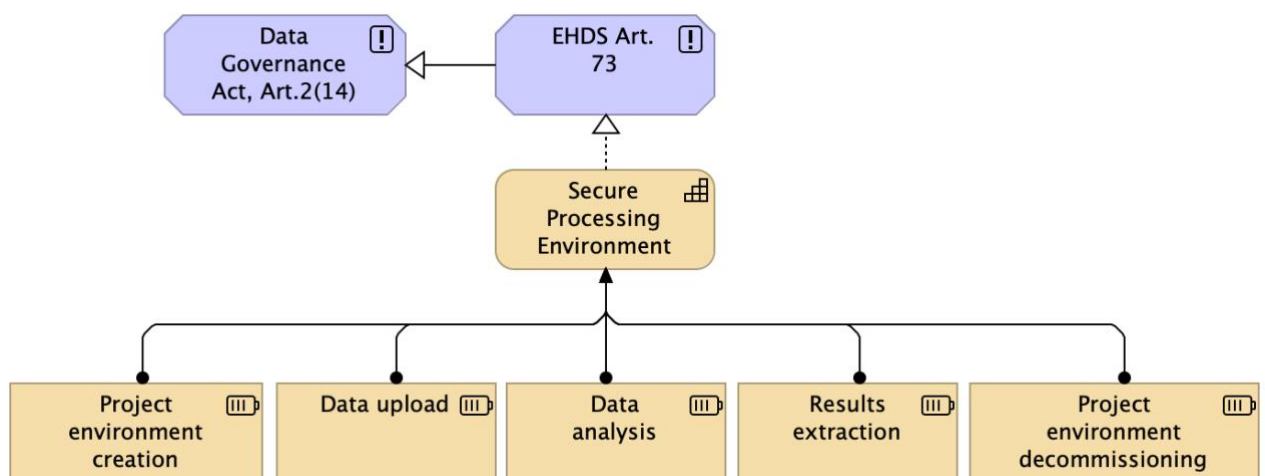 Data
Governance
Act, Art.2(14)
EHDS Art.
73
Secure
Processing
Environment
Project
environment
creation
Data upload
Data
analysis
Results
extraction
Project
environment
decommissioning